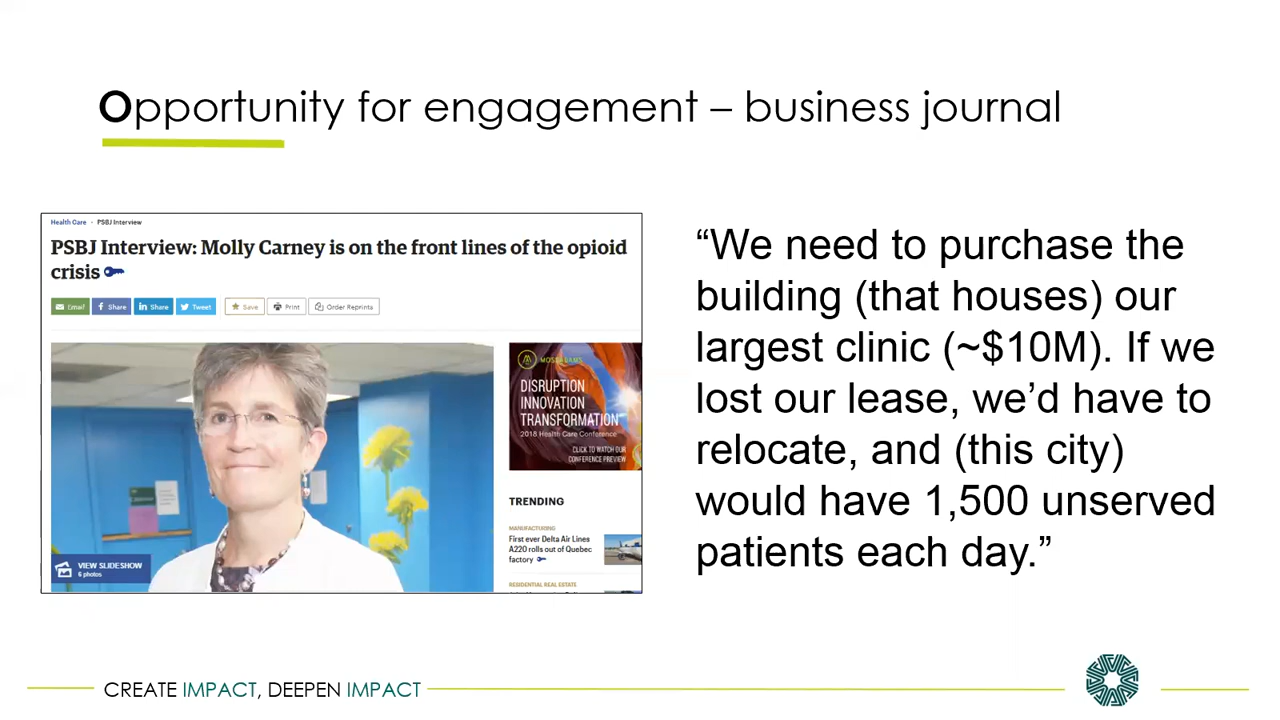 Opportunity for engagement – business journal
Health Care • PSBJ Interview
PSBJ Interview: Molly Carney is on the front lines of the opioid
crisis
Email Share Share Tweet Save Print Order Reprints
MOSS ADAMS
DISRUPTION
INNOVATION
TRANSFORMATION
2018 Health Care Conference
CLICK TO WATCH OUR
CONFERENCE PREVIEW
TRENDING
MANUFACTURING
First ever Delta Air Lines
A220 rolls out of Quebec
factory
RESIDENTIAL REAL ESTATE
VIEW SLIDESHOW
6 photos
“We need to purchase the
building (that houses) our
largest clinic (~$10M). If we
lost our lease, we’d have to
relocate, and (this city)
would have 1,500 unserved
patients each day.”
CREATE IMPACT, DEEPEN IMPACT